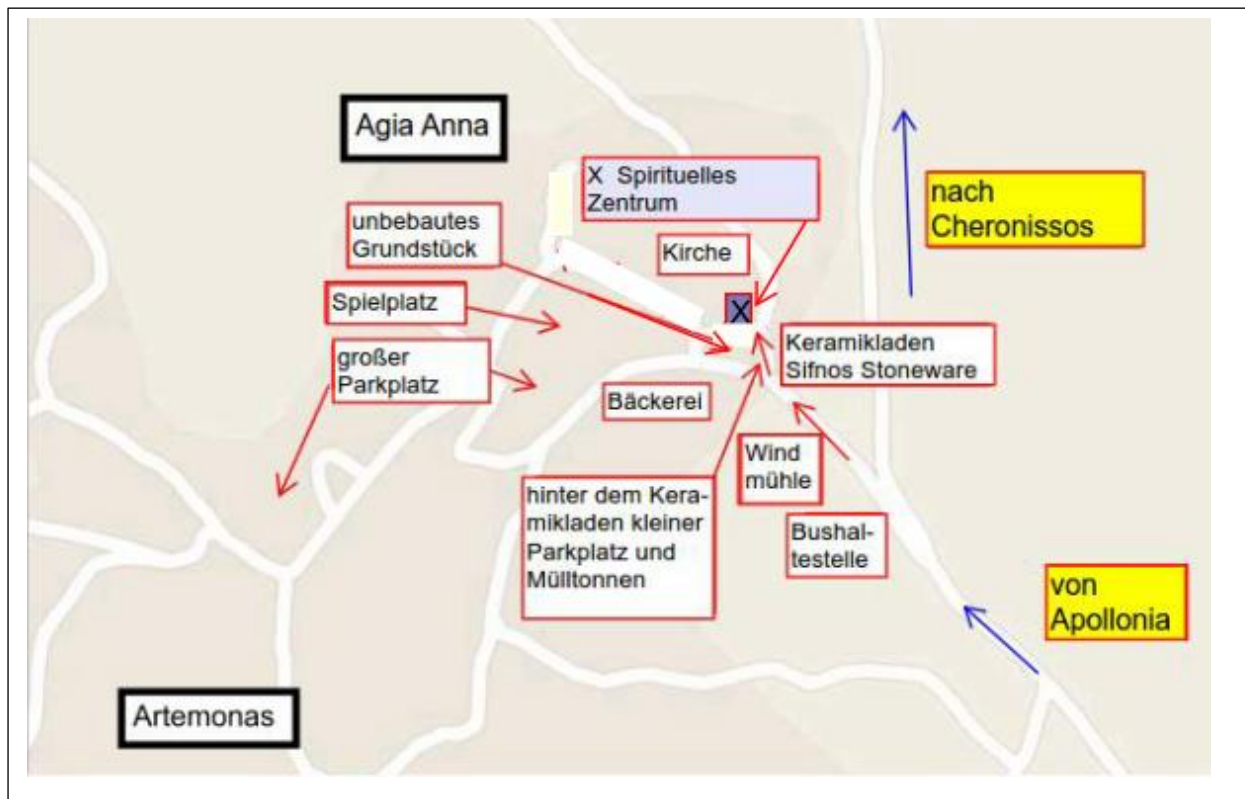 Agia Anna
X Spirituelles
Zentrum
nach
Cheronissos
unbebautes
Grundstück
Kirche
Spielplatz
Keramikladen
Sifnos Stoneware
großer
Parkplatz
Bäckerei
Wind
mühle
hinter dem Kera-
mikladen kleiner
Parkplatz und
Mülltonnen
Bushal-
testelle
von
Apollonia
Artemonas
X